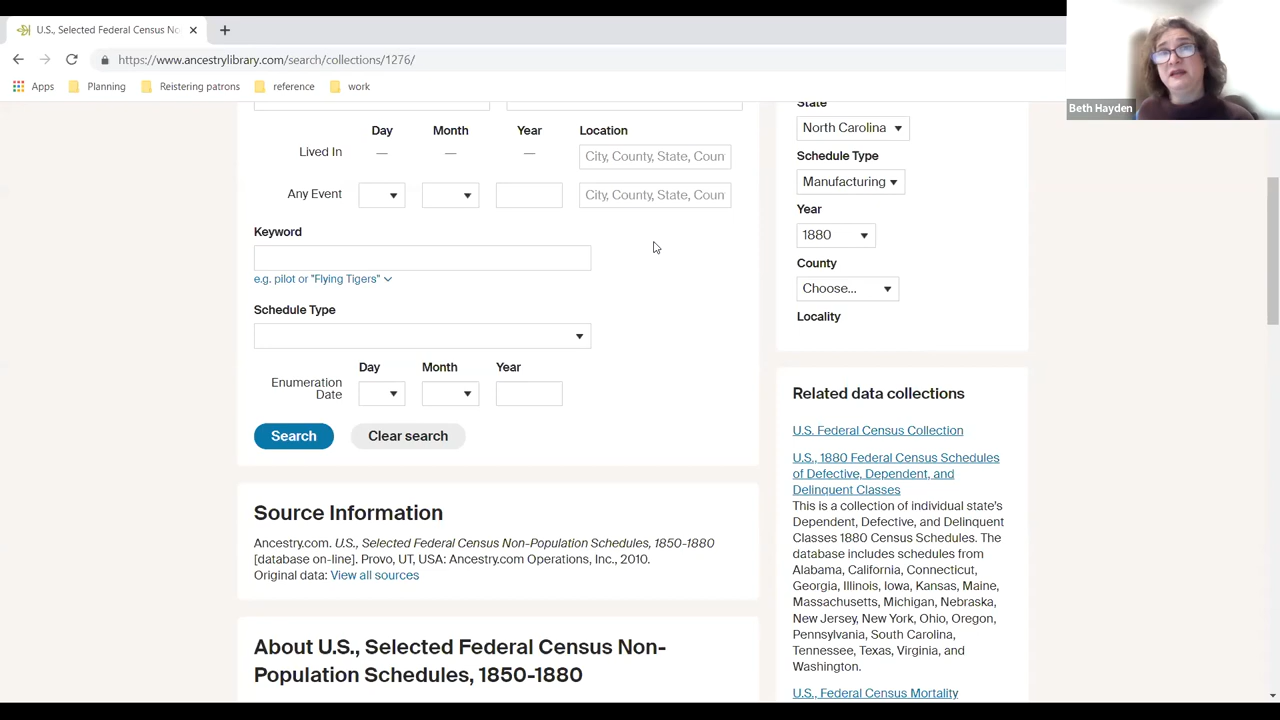 U.S., Selected Federal Census No
https://www.ancestrylibrary.com/search/collections/1276/
Apps
Planning
Reistering patrons
reference
work
Beth Hayden
Day
Month
Year
Location
Lived In
—
—
—
City, County, State, Coun
Any Event
City, County, State, Coun
Keyword
e.g. pilot or "Flying Tigers"
Schedule Type
Day
Month
Year
Enumeration
Date
Search
Clear search
Source Information
Ancestry.com. U.S., Selected Federal Census Non-Population Schedules, 1850-1880
[database on-line]. Provo, UT, USA: Ancestry.com Operations, Inc., 2010.
Original data: View all sources
About U.S., Selected Federal Census Non-
Population Schedules, 1850-1880
State
North Carolina
Schedule Type
Manufacturing
Year
1880
County
Choose...
Locality
Related data collections
U.S. Federal Census Collection
U.S., 1880 Federal Census Schedules
of Defective, Dependent, and
Delinquent Classes
This is a collection of individual state's
Dependent, Defective, and Delinquent
Classes 1880 Census Schedules. The
database includes schedules from
Alabama, California, Connecticut,
Georgia, Illinois, Iowa, Kansas, Maine,
Massachusetts, Michigan, Nebraska,
New Jersey, New York, Ohio, Oregon,
Pennsylvania, South Carolina,
Tennessee, Texas, Virginia, and
Washington.
U.S., Federal Census Mortality